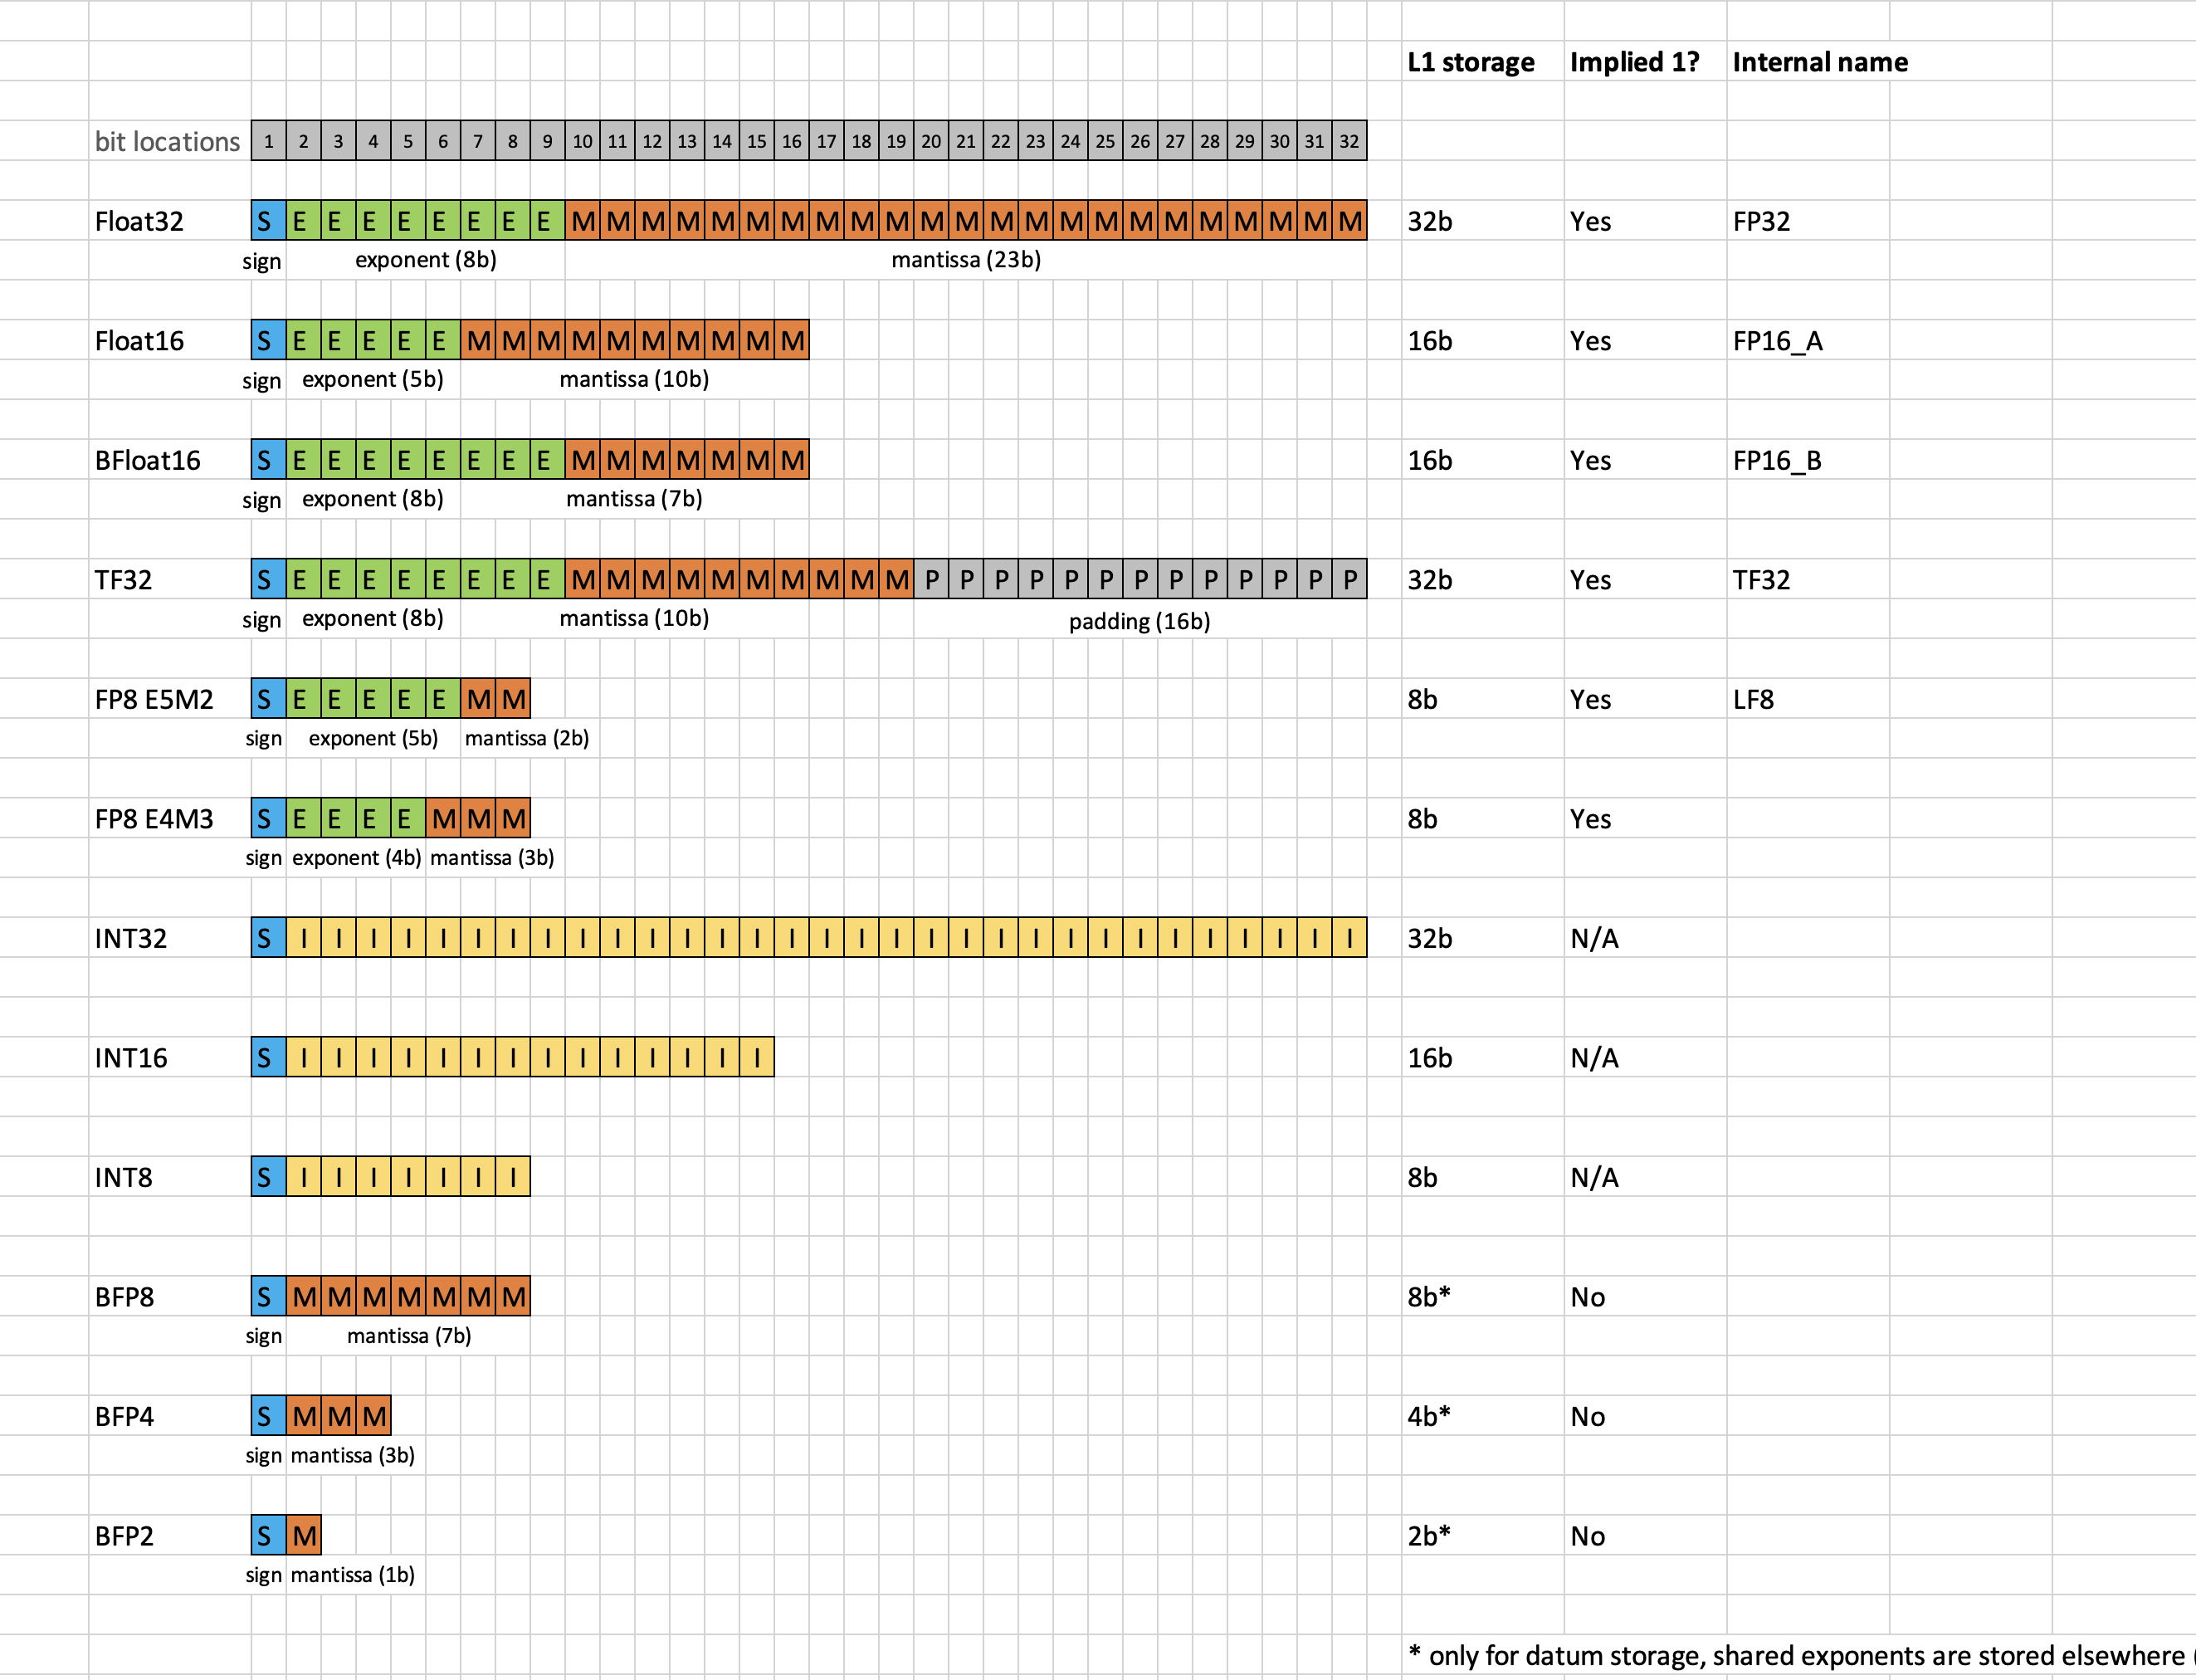 L1 storage Implied 1? Internal name
bit locations 1 2 3 4 5 6 7 8 9 10 11 12 13 14 15 16 17 18 19 20 21 22 23 24 25 26 27 28 29 30 31 32
Float32 S E E E E E E E E M M M M M M M M M M M M M M M M M M M M M M M 32b Yes FP32
sign exponent (8b) mantissa (23b)
Float16 S E E E E E M M M M M M M M M M 16b Yes FP16_A
sign exponent (5b) mantissa (10b)
BFloat16 S E E E E E E E E M M M M M M M 16b Yes FP16_B
sign exponent (8b) mantissa (7b)
TF32 S E E E E E E E E M M M M M M M M M M P P P P P P P P P P P P P 32b Yes TF32
sign exponent (8b) mantissa (10b) padding (16b)
FP8 E5M2 S E E E E E M M 8b Yes LF8
sign exponent (5b) mantissa (2b)
FP8 E4M3 S E E E E M M M 8b Yes
sign exponent (4b) mantissa (3b)
INT32 S I I I I I I I I I I I I I I I I I I I I I I I I I I I I I I I 32b N/A
INT16 S I I I I I I I I I I I I I I 16b N/A
INT8 S I I I I I I I 8b N/A
BFP8 S M M M M M M M 8b* No
sign mantissa (7b)
BFP4 S M M M 4b* No
sign mantissa (3b)
BFP2 S M 2b* No
sign mantissa (1b)
* only for datum storage, shared exponents are stored elsewhere (